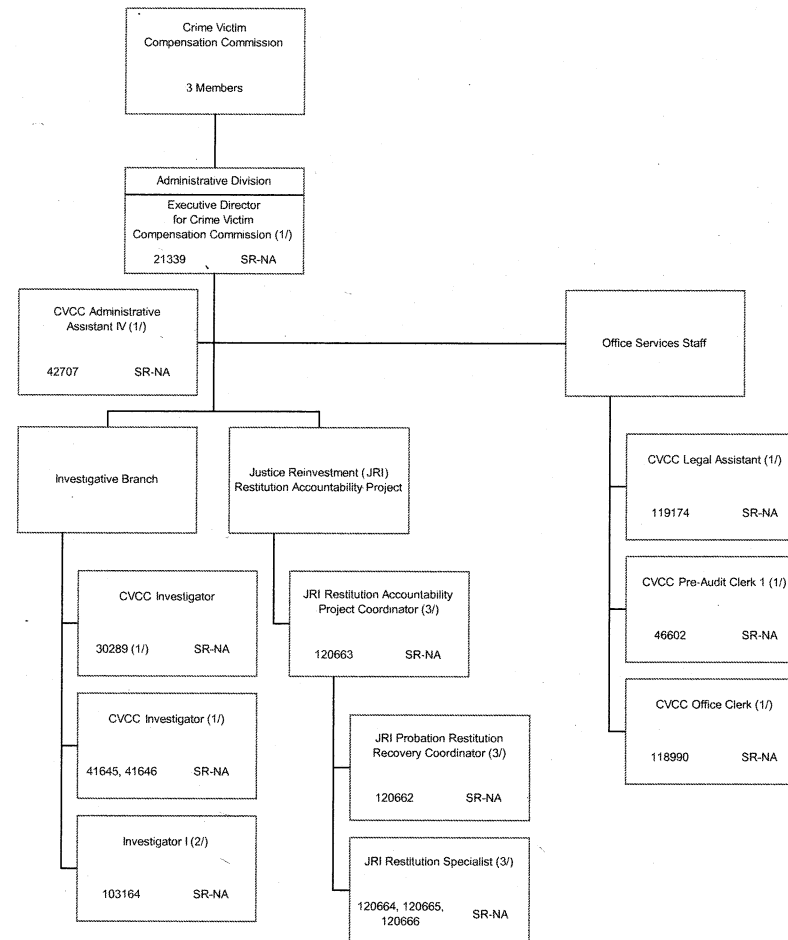 Crime Victim
Compensation Commission
3 Members
Administrative Division
Executive Director
for Crime Victim
Compensation Commission (1/)
21339 SR-NA
CVCC Administrative
Assistant IV (1/)
42707 SR-NA
Office Services Staff
Investigative Branch
Justice Reinvestment (JRI)
Restitution Accountability Project
CVCC Legal Assistant (1/)
119174 SR-NA
CVCC Pre-Audit Clerk 1 (1/)
46602 SR-NA
CVCC Office Clerk (1/)
118990 SR-NA
CVCC Investigator
30289 (1/) SR-NA
CVCC Investigator (1/)
41645, 41646 SR-NA
Investigator I (2/)
103164 SR-NA
JRI Restitution Accountability
Project Coordinator (3/)
120663 SR-NA
JRI Probation Restitution
Recovery Coordinator (3/)
120662 SR-NA
JRI Restitution Specialist (3/)
120664, 120665,
120666 SR-NA